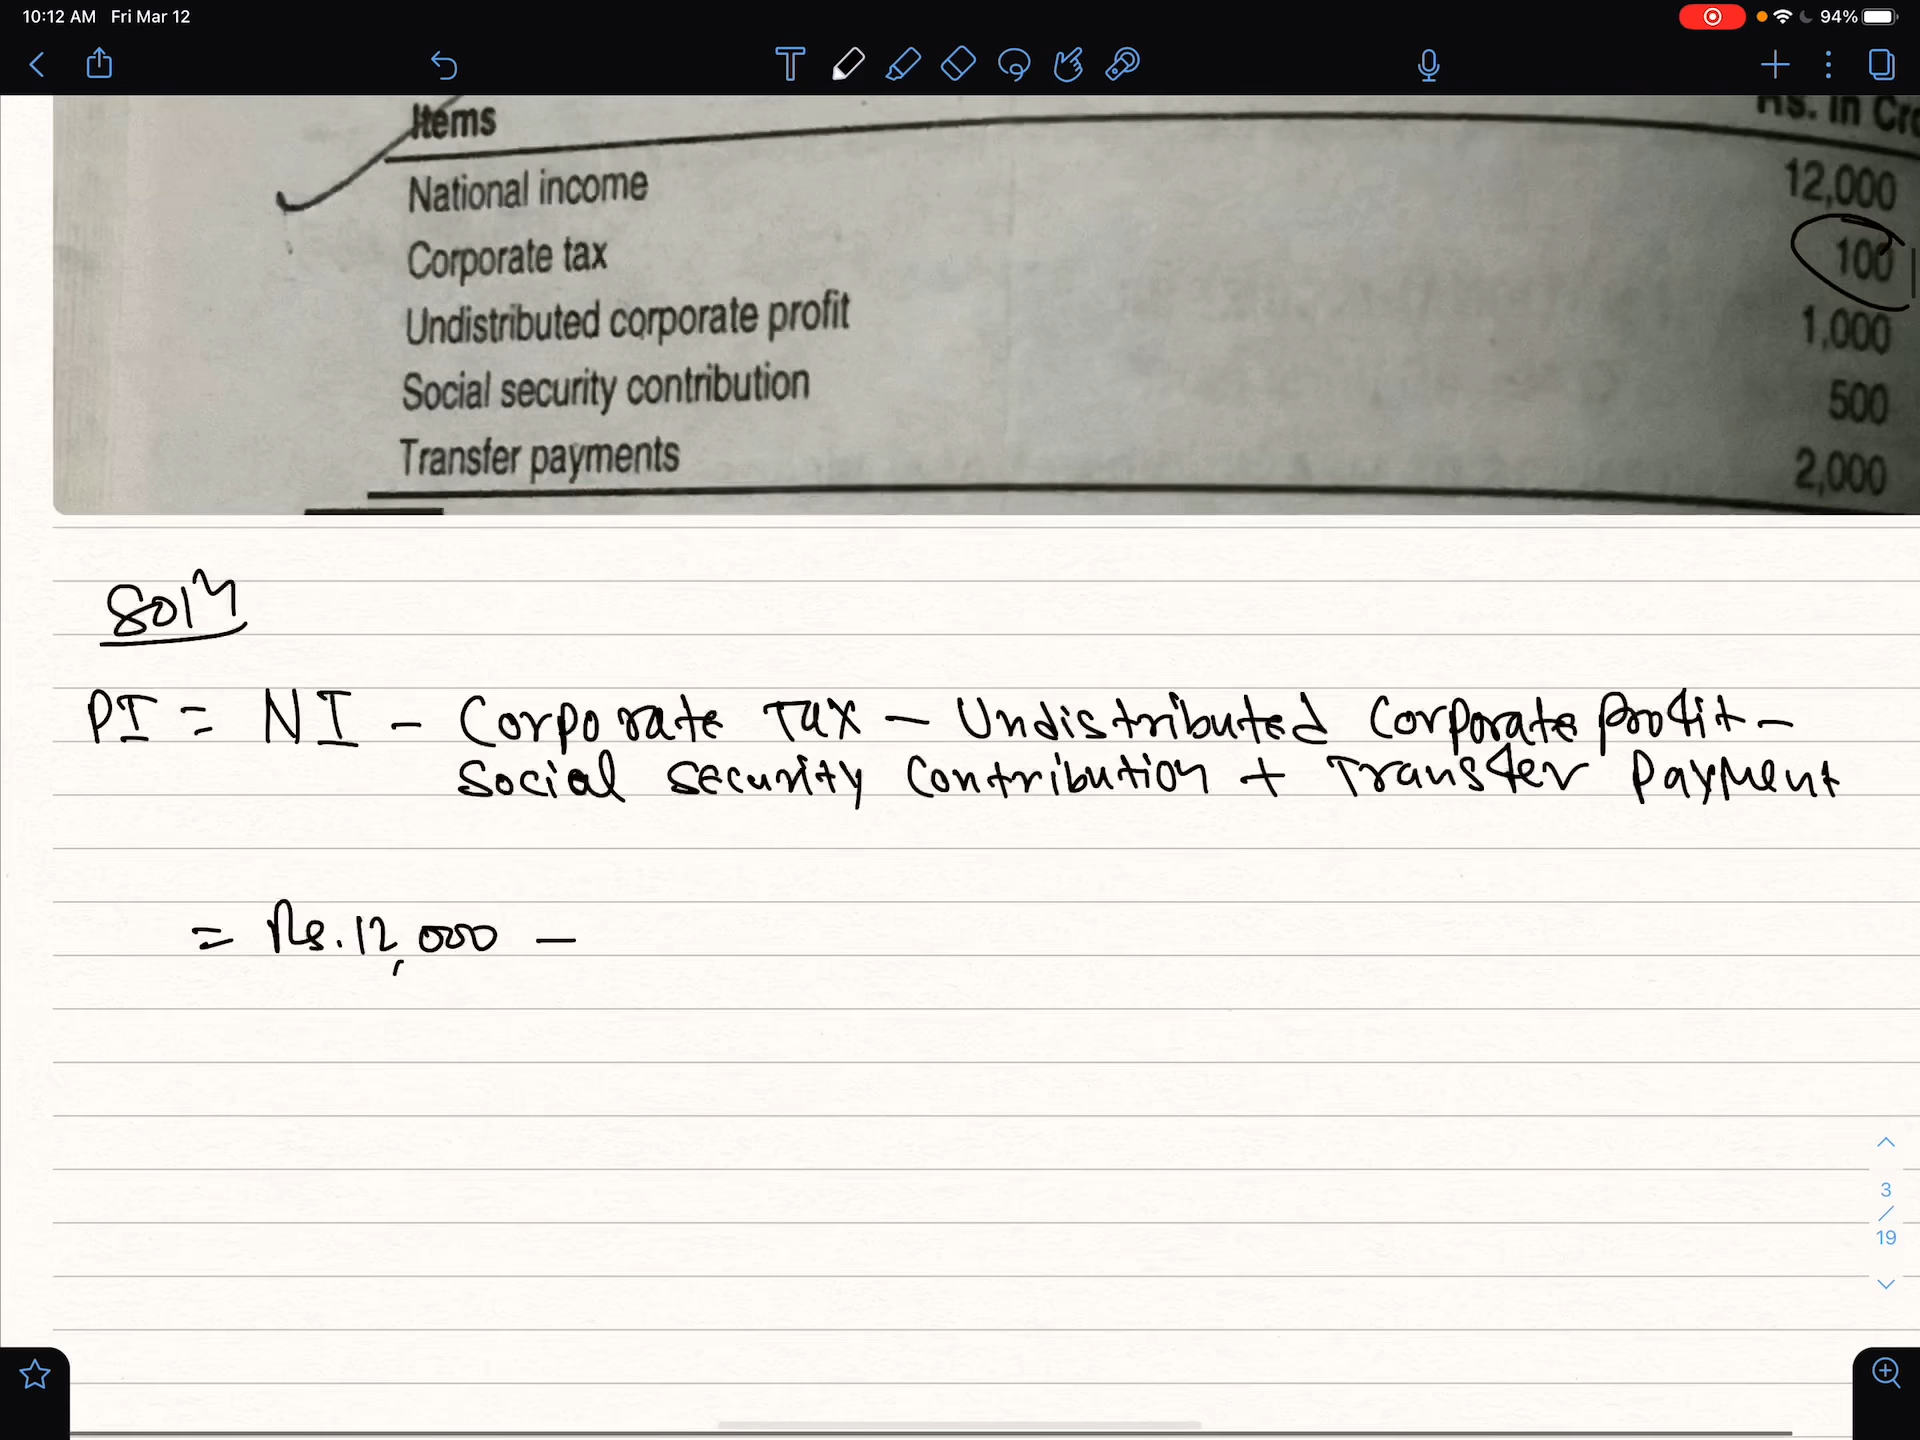 10:12 AM Fri Mar 12 94%
Items Rs. In Cro
National income 12,000
Corporate tax 100
Undistributed corporate profit 1,000
Social security contribution 500
Transfer payments 2,000
Solⁿ
PI = NI - Corporate Tax - Undistributed Corporate Profit -
Social Security Contribution + Transfer Payment
= Rs. 12,000 -
3
/
19